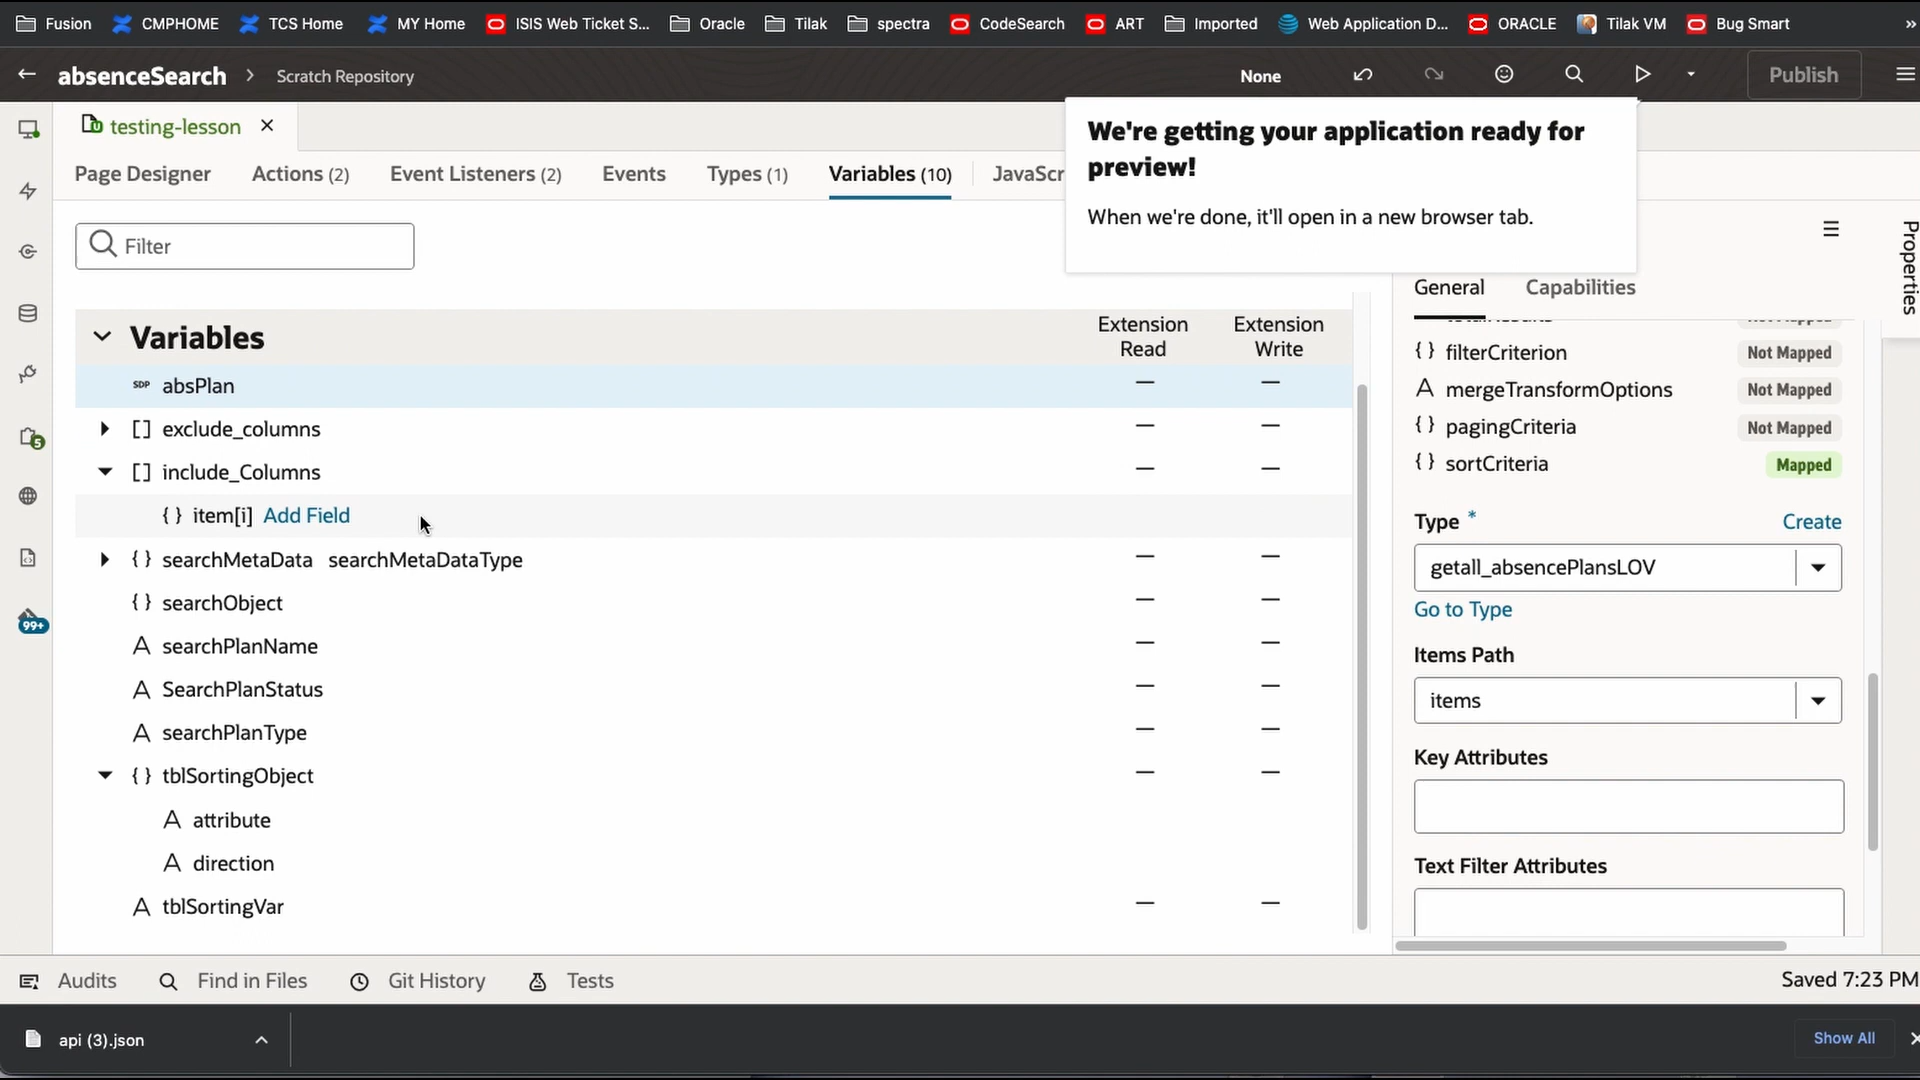 Fusion CMPHOME TCS Home MY Home ISIS Web Ticket S... Oracle Tilak spectra CodeSearch ART Imported Web Application D... ORACLE Tilak VM Bug Smart »
absenceSearch Scratch Repository None Publish
testing-lesson
We're getting your application ready for
preview!
When we're done, it'll open in a new browser tab.
Page Designer Actions (2) Event Listeners (2) Events Types (1) Variables (10) JavaScr
Filter
Properties
General Capabilities
Variables
Extension
Read
Extension
Write
Not Mapped
SDP absPlan
[] exclude_columns
[] include_Columns
{} item[i] Add Field
{} searchMetaData searchMetaDataType
{} searchObject
A searchPlanName
A SearchPlanStatus
A searchPlanType
{} tblSortingObject
A attribute
A direction
A tblSortingVar
{} filterCriterion Not Mapped
A mergeTransformOptions Not Mapped
{} pagingCriteria Not Mapped
{} sortCriteria Mapped
Type * Create
getall_absencePlansLOV
Go to Type
Items Path
items
Key Attributes
Text Filter Attributes
5
99+
Audits Find in Files Git History Tests Saved 7:23 PM
api (3).json Show All